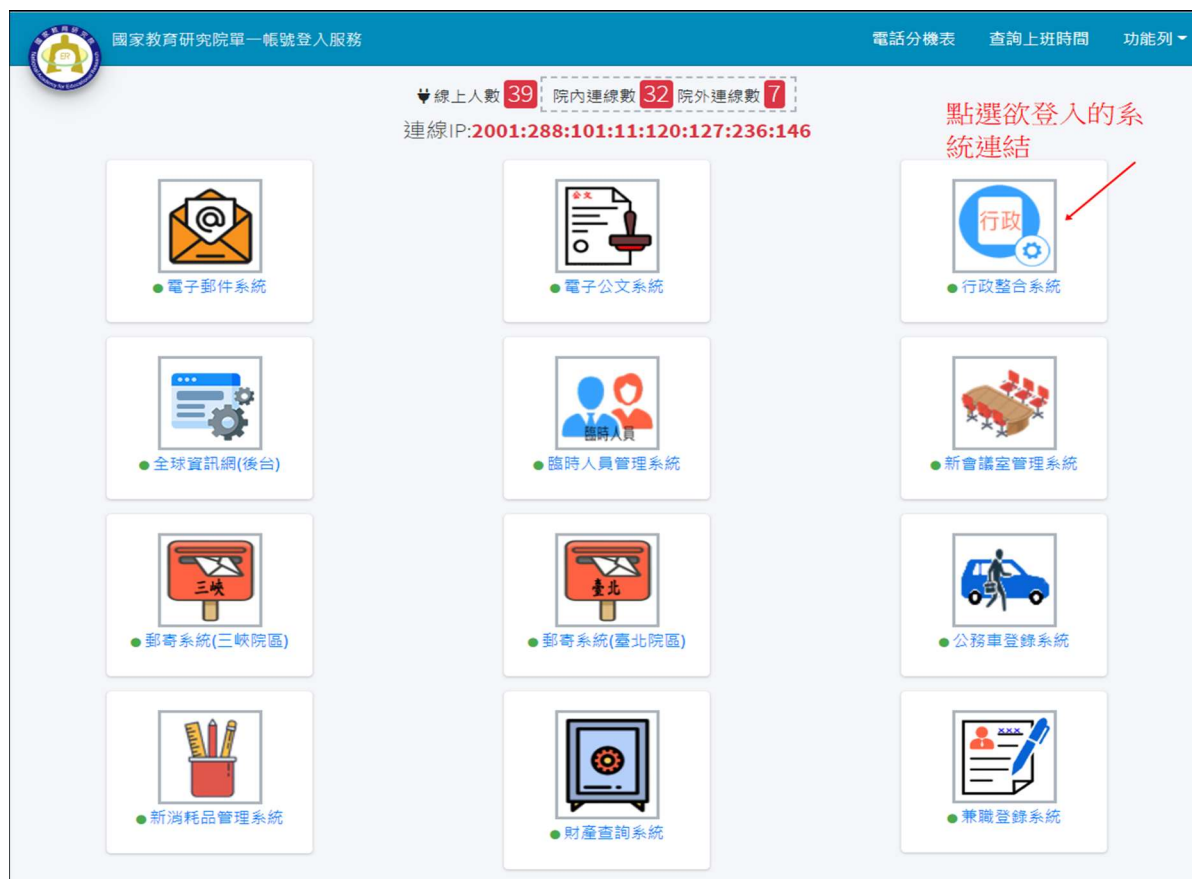 國家教育研究院單一帳號登入服務
電話分機表 查詢上班時間 功能列
線上人數 39 院內連線數 32 院外連線數 7
連線IP:2001:288:101:11:120:127:236:146
點選欲登入的系
統連結
公文
行政
電子郵件系統
電子公文系統
行政整合系統
臨時人員
全球資訊網(後台)
臨時人員管理系統
新會議室管理系統
三峽
臺北
郵寄系統(三峽院區)
郵寄系統(臺北院區)
公務車登錄系統
xxx
新消耗品管理系統
財產查詢系統
兼職登錄系統